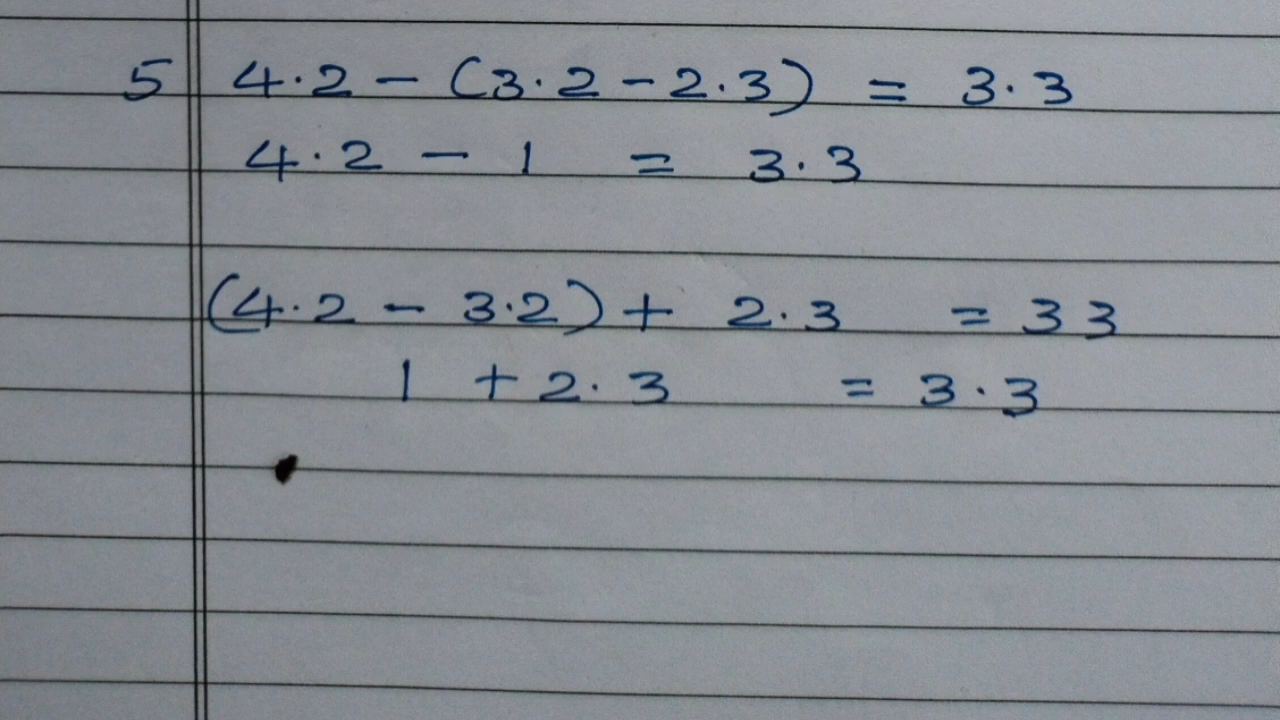 5 4.2 - (3.2 - 2.3) = 3.3
4.2 - 1 = 3.3
(4.2 - 3.2) + 2.3 = 33
1 + 2.3 = 3.3